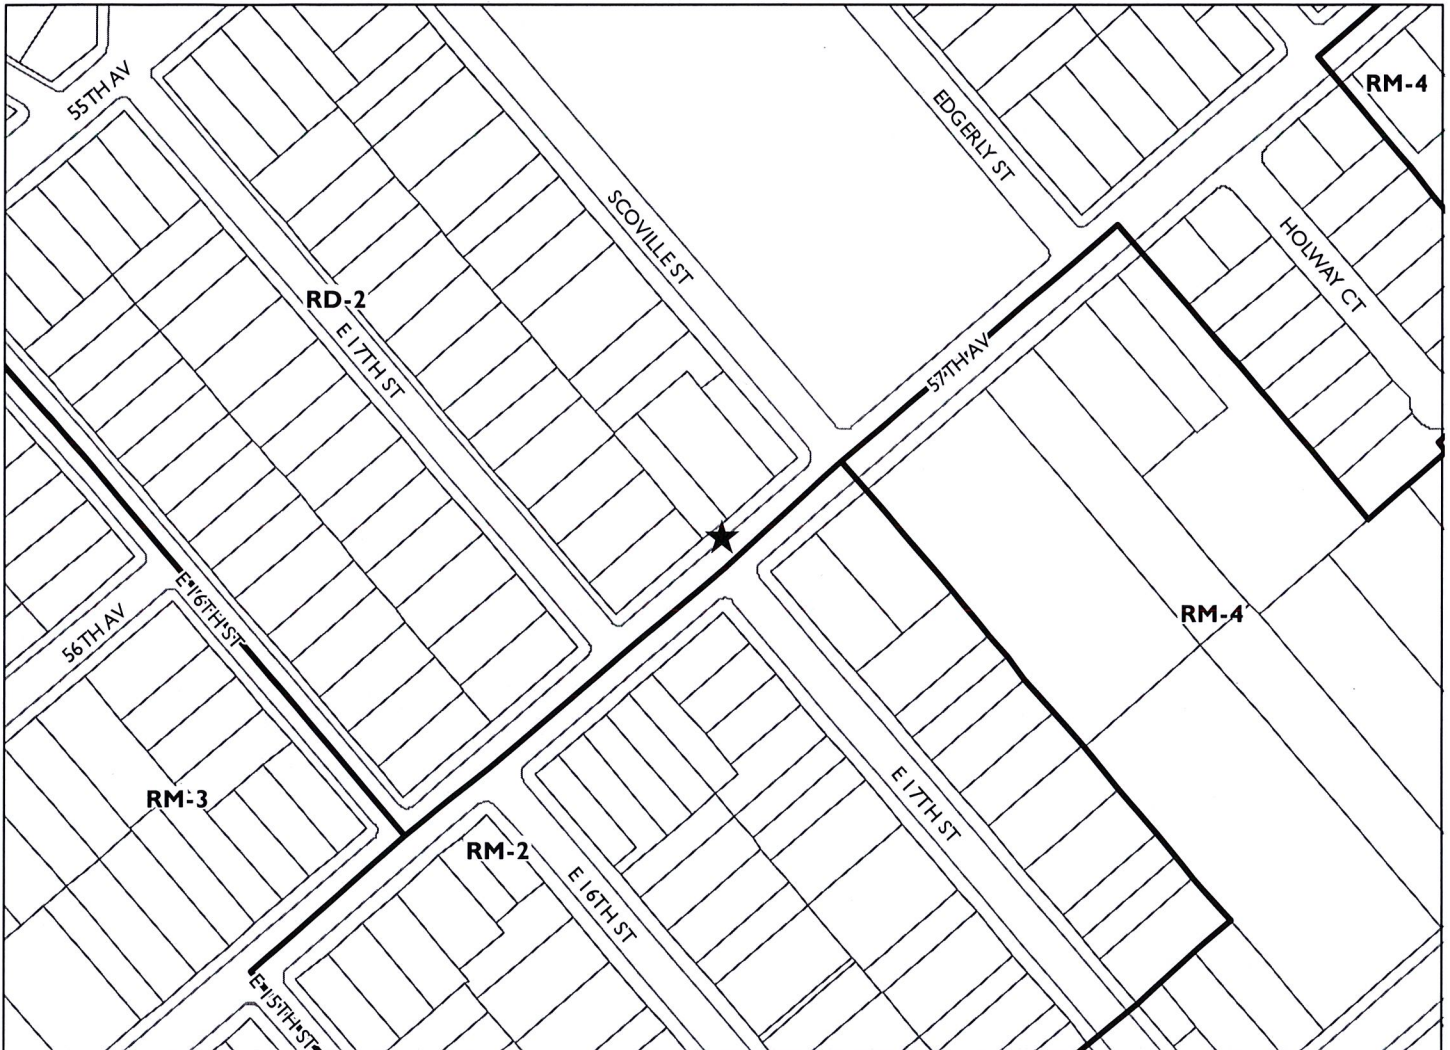 55TH AV
RM-4
EDGERLY ST
SCOVILLE ST
HOLWAY CT
RD-2
E 17TH ST
57TH AV
E 16TH ST
56TH AV
RM-4
RM-3
RM-2
E 17TH ST
E 16TH ST
E 15TH ST